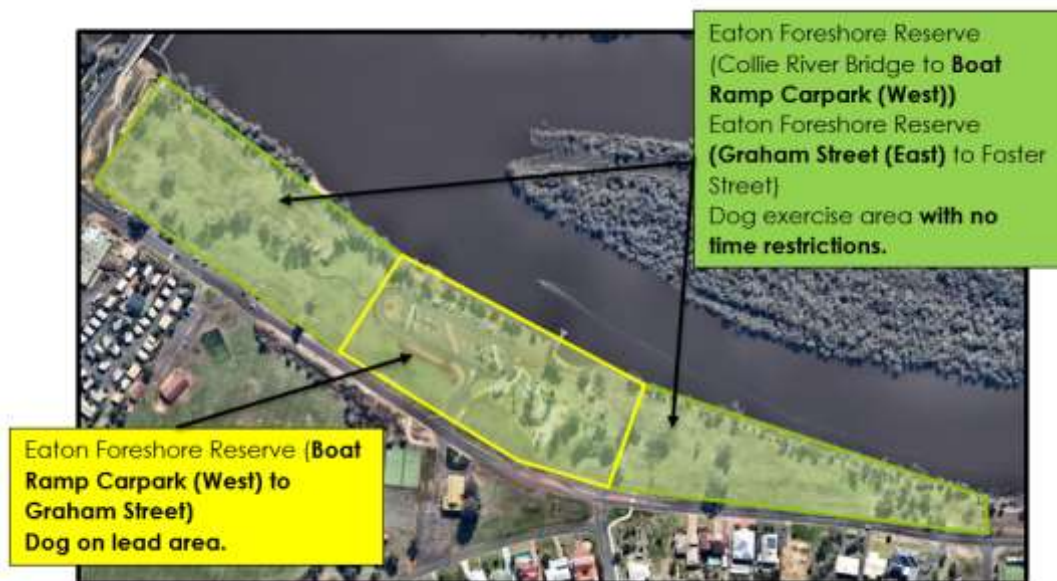 Eaton Foreshore Reserve
(Collie River Bridge to Boat
Ramp Carpark (West))
Eaton Foreshore Reserve
(Graham Street (East) to Foster
Street)
Dog exercise area with no
time restrictions.
Eaton Foreshore Reserve (Boat
Ramp Carpark (West) to
Graham Street)
Dog on lead area.